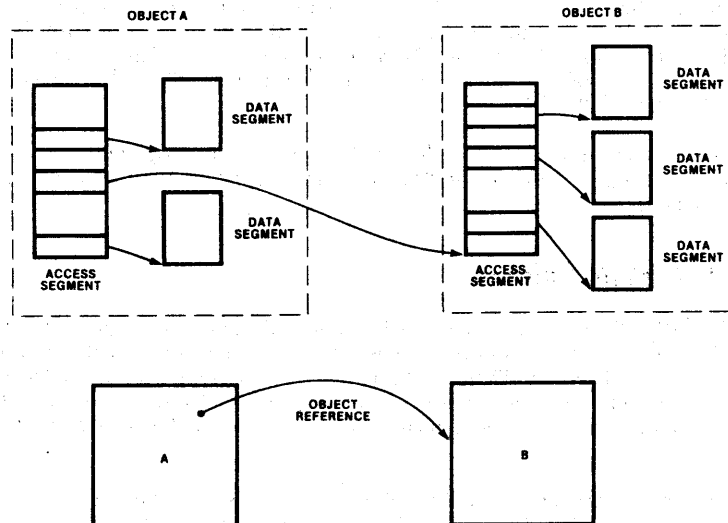 OBJECT A
DATA
SEGMENT
DATA
SEGMENT
ACCESS
SEGMENT
OBJECT B
DATA
SEGMENT
DATA
SEGMENT
DATA
SEGMENT
ACCESS
SEGMENT
OBJECT
REFERENCE
A
B